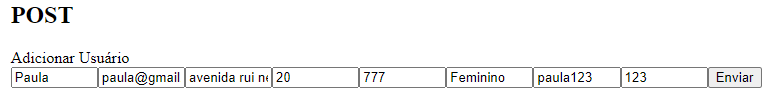 POST
Adicionar Usuário
Paula paula@gmail avenida rui 20 777 Feminino paula123 123 Enviar